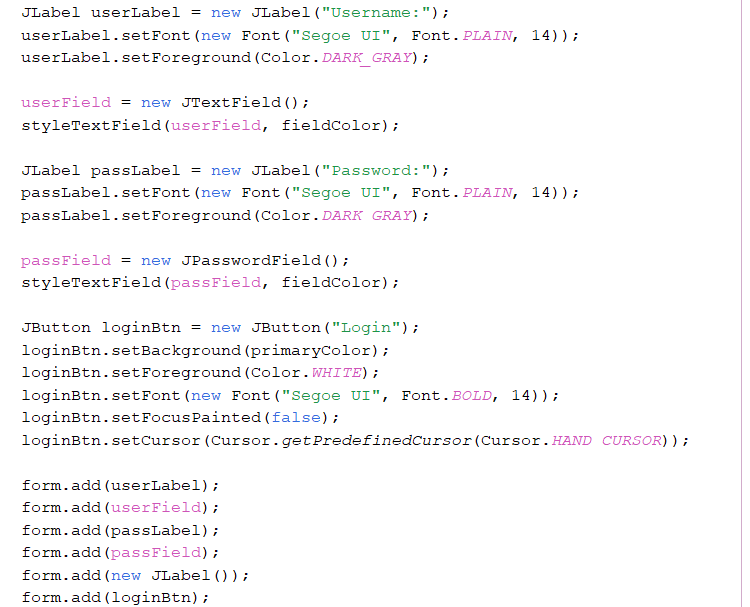 JLabel userLabel = new JLabel("Username:");
userLabel.setFont(new Font("Segoe UI", Font.PLAIN, 14));
userLabel.setForeground(Color.DARK_GRAY);
userField = new JTextField();
styleTextField(userField, fieldColor);
JLabel passLabel = new JLabel("Password:");
passLabel.setFont(new Font("Segoe UI", Font.PLAIN, 14));
passLabel.setForeground(Color.DARK GRAY);
passField = new JPasswordField();
styleTextField(passField, fieldColor);
JButton loginBtn = new JButton("Login");
loginBtn.setBackground(primaryColor);
loginBtn.setForeground(Color.WHITE);
loginBtn.setFont(new Font("Segoe UI", Font.BOLD, 14));
loginBtn.setFocusPainted(false);
loginBtn.setCursor(Cursor.getPredefinedCursor(Cursor.HAND CURSOR));
form.add(userLabel);
form.add(userField);
form.add(passLabel);
form.add(passField);
form.add(new JLabel());
form.add(loginBtn);